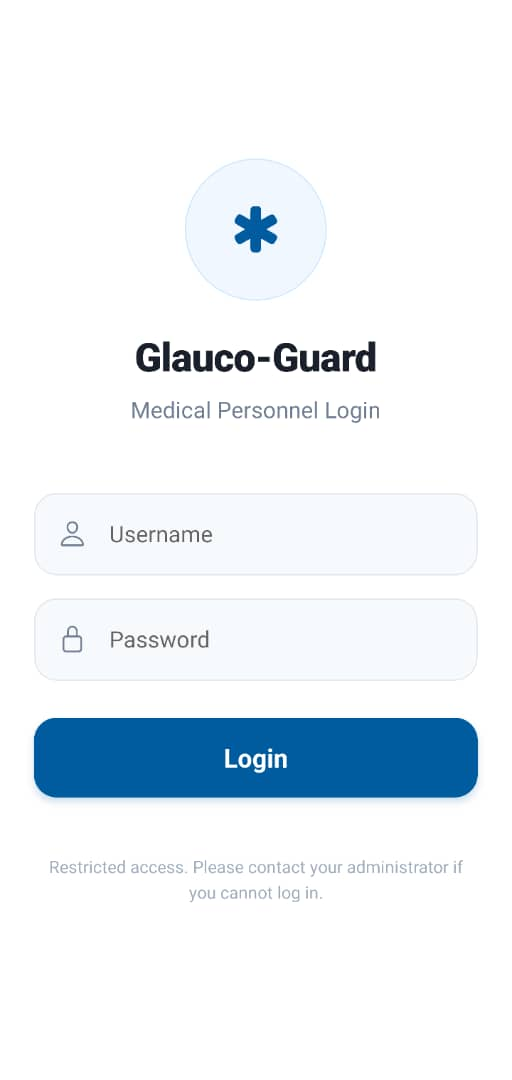 Glauco-Guard
Medical Personnel Login
Username
Password
Login
Restricted access. Please contact your administrator if
you cannot log in.